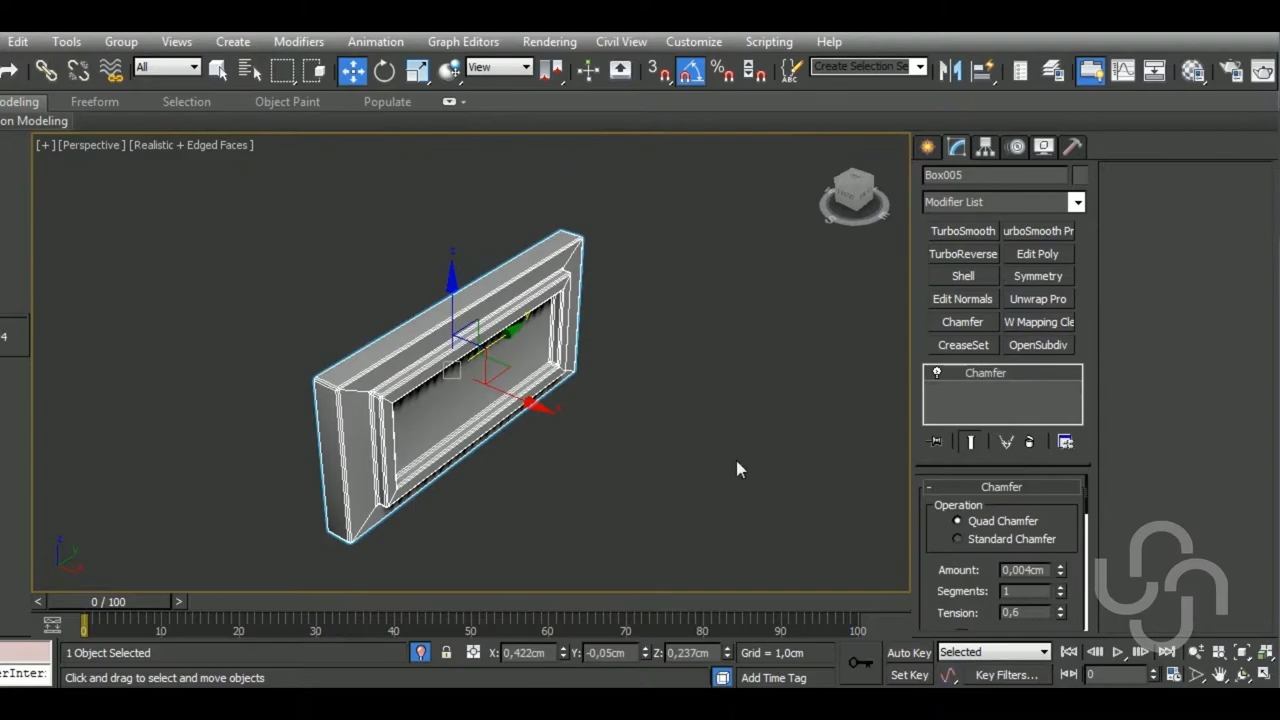 Edit Tools Group Views Create Modifiers Animation Graph Editors Rendering Civil View Customize Scripting Help
All View 3 % ABC Create Selection Se
odeling Freeform Selection Object Paint Populate
on Modeling
[+][Perspective][Realistic + Edged Faces]
Box005
Modifier List
TurboSmooth urboSmooth Pr
TurboReverse Edit Poly
Shell Symmetry
Edit Normals Unwrap Pro
Chamfer W Mapping Cle
CreaseSet OpenSubdiv
Chamfer
- Chamfer
Operation
Quad Chamfer
Standard Chamfer
Amount: 0,004cm
Segments: 1
Tension: 0,6
z
y
x
4
z
y
x
< 0 / 100 >
0 10 20 30 40 50 60 70 80 90 100
1 Object Selected X: 0,422cm Y: -0,05cm Z: 0,237cm Grid = 1,0cm Auto Key Selected
erInter: Click and drag to select and move objects Add Time Tag Set Key Key Filters... 0